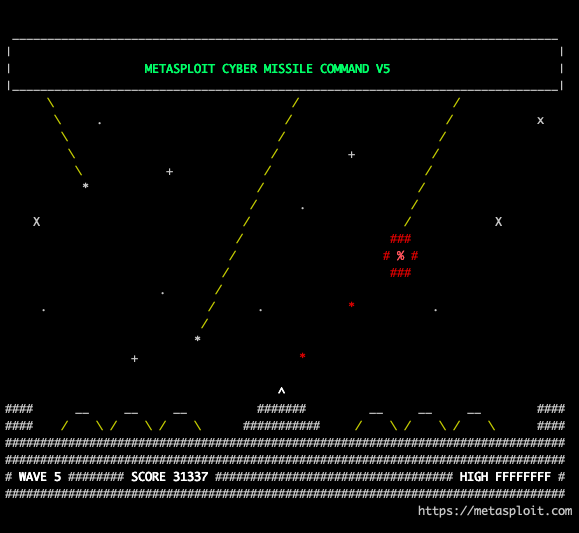 METASPLOIT CYBER MISSILE COMMAND V5
WAVE 5 SCORE 31337 HIGH FFFFFFFF
https://metasploit.com